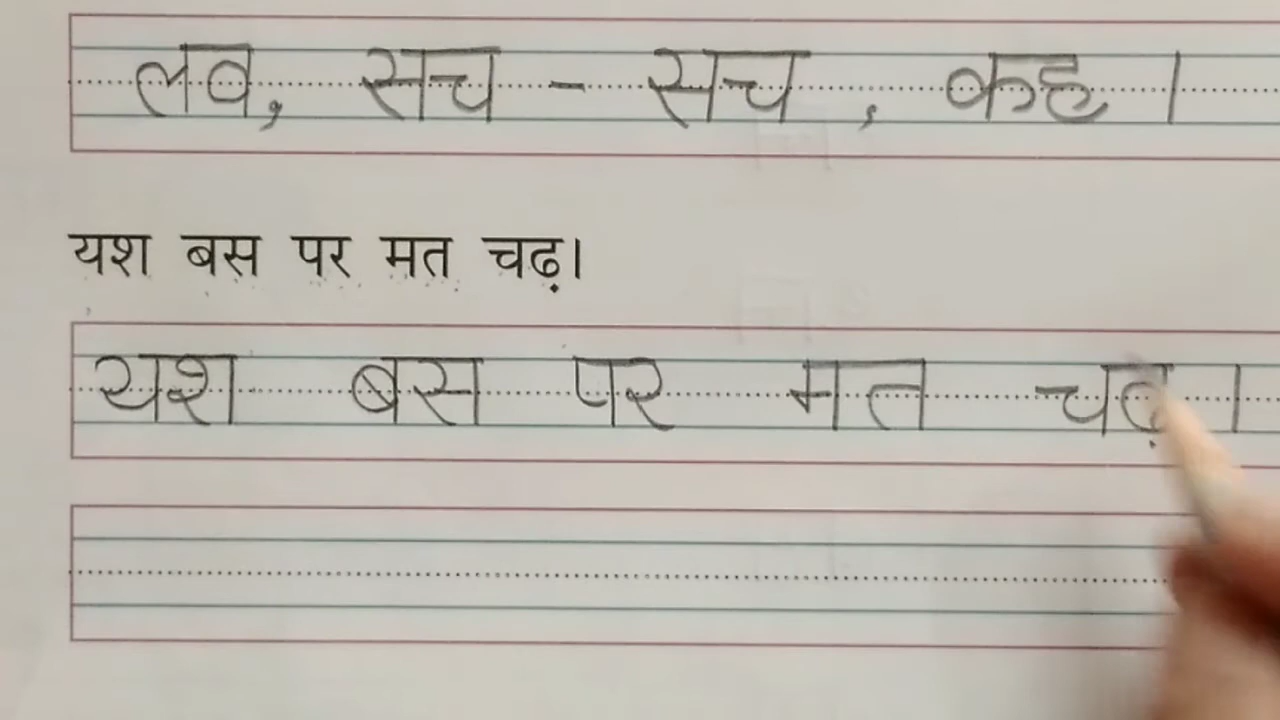 लव, सच - सच , कह ।
यश बस पर मत चढ़।
यश बस पर मत चढ़ ।